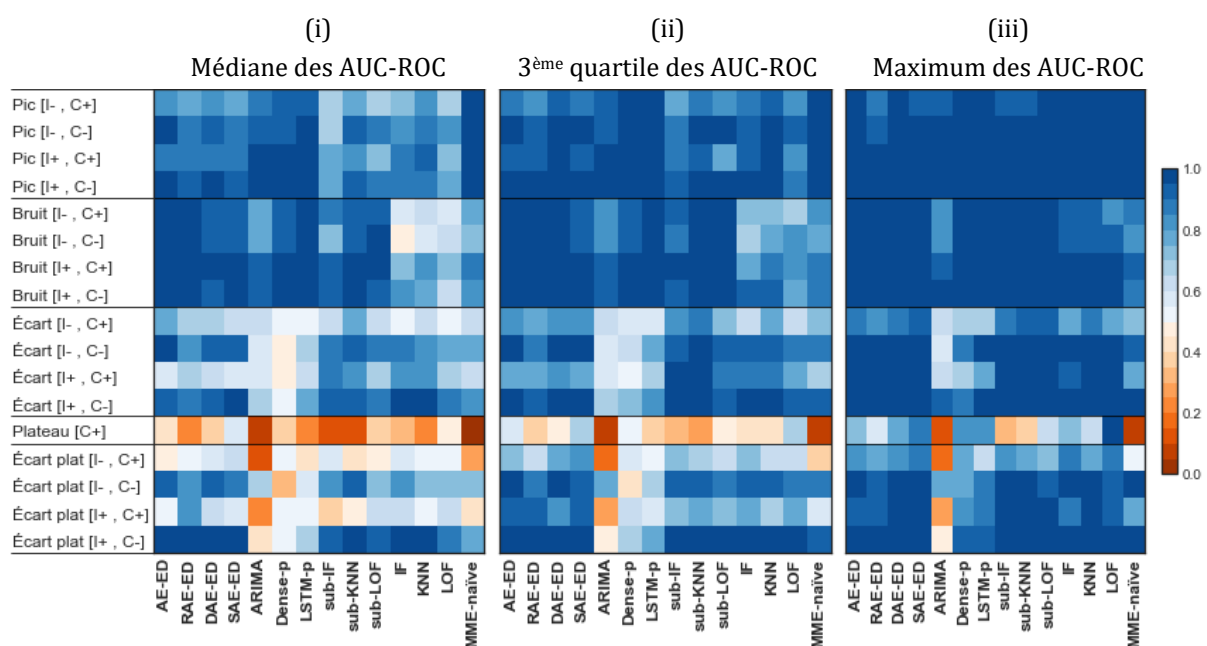 (i) (ii) (iii)
Médiane des AUC-ROC 3ème quartile des AUC-ROC Maximum des AUC-ROC
Pic [I- , C+]
Pic [I- , C-]
Pic [I+ , C+]
Pic [I+ , C-]
Bruit [I- , C+]
Bruit [I- , C-]
Bruit [I+ , C+]
Bruit [I+ , C-]
Écart [I- , C+]
Écart [I- , C-]
Écart [I+ , C+]
Écart [I+ , C-]
Plateau [C+]
Écart plat [I- , C+]
Écart plat [I- , C-]
Écart plat [I+ , C+]
Écart plat [I+ , C-]
1.0
0.8
0.6
0.4
0.2
0.0
AE-ED
RAE-ED
DAE-ED
SAE-ED
ARIMA
Dense-p
LSTM-p
sub-IF
sub-KNN
sub-LOF
IF
KNN
LOF
MME-naïve
AE-ED
RAE-ED
DAE-ED
SAE-ED
ARIMA
Dense-p
LSTM-p
sub-IF
sub-KNN
sub-LOF
IF
KNN
LOF
MME-naïve
AE-ED
RAE-ED
DAE-ED
SAE-ED
ARIMA
Dense-p
LSTM-p
sub-IF
sub-KNN
sub-LOF
IF
KNN
LOF
MME-naïve